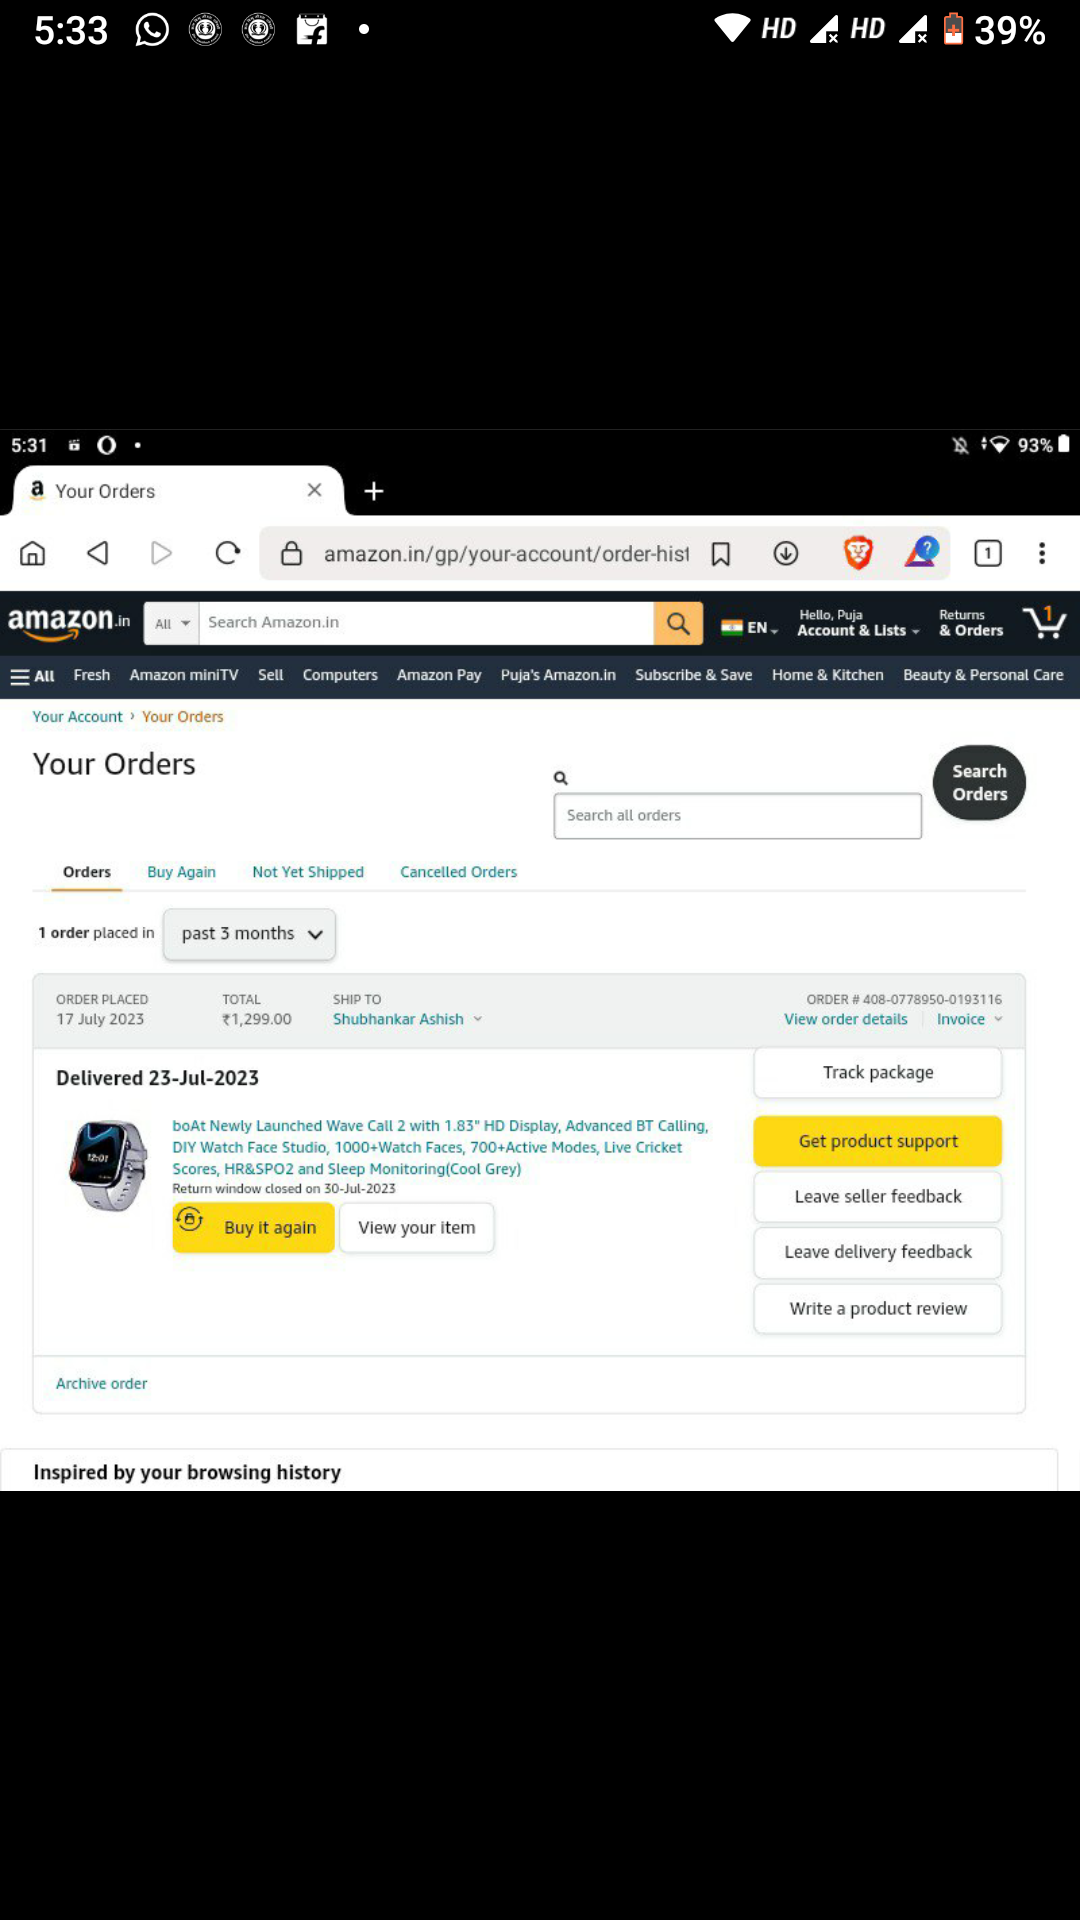 5:33 HD HD 39%
5:31 93%
a Your Orders
amazon.in/gp/your-account/order-hist 1
amazon.in All Search Amazon.in EN Hello, Puja Account & Lists Returns & Orders 1
All Fresh Amazon miniTV Sell Computers Amazon Pay Puja's Amazon.in Subscribe & Save Home & Kitchen Beauty & Personal Care
Your Account › Your Orders
Your Orders
Search all orders
Search
Orders
Orders Buy Again Not Yet Shipped Cancelled Orders
1 order placed in past 3 months
ORDER PLACED TOTAL SHIP TO ORDER # 408-0778950-0193116
17 July 2023 ₹1,299.00 Shubhankar Ashish View order details Invoice
Delivered 23-Jul-2023
12:01
boAt Newly Launched Wave Call 2 with 1.83" HD Display, Advanced BT Calling,
DIY Watch Face Studio, 1000+Watch Faces, 700+Active Modes, Live Cricket
Scores, HR&SPO2 and Sleep Monitoring(Cool Grey)
Return window closed on 30-Jul-2023
Buy it again View your item
Track package
Get product support
Leave seller feedback
Leave delivery feedback
Write a product review
Archive order
Inspired by your browsing history